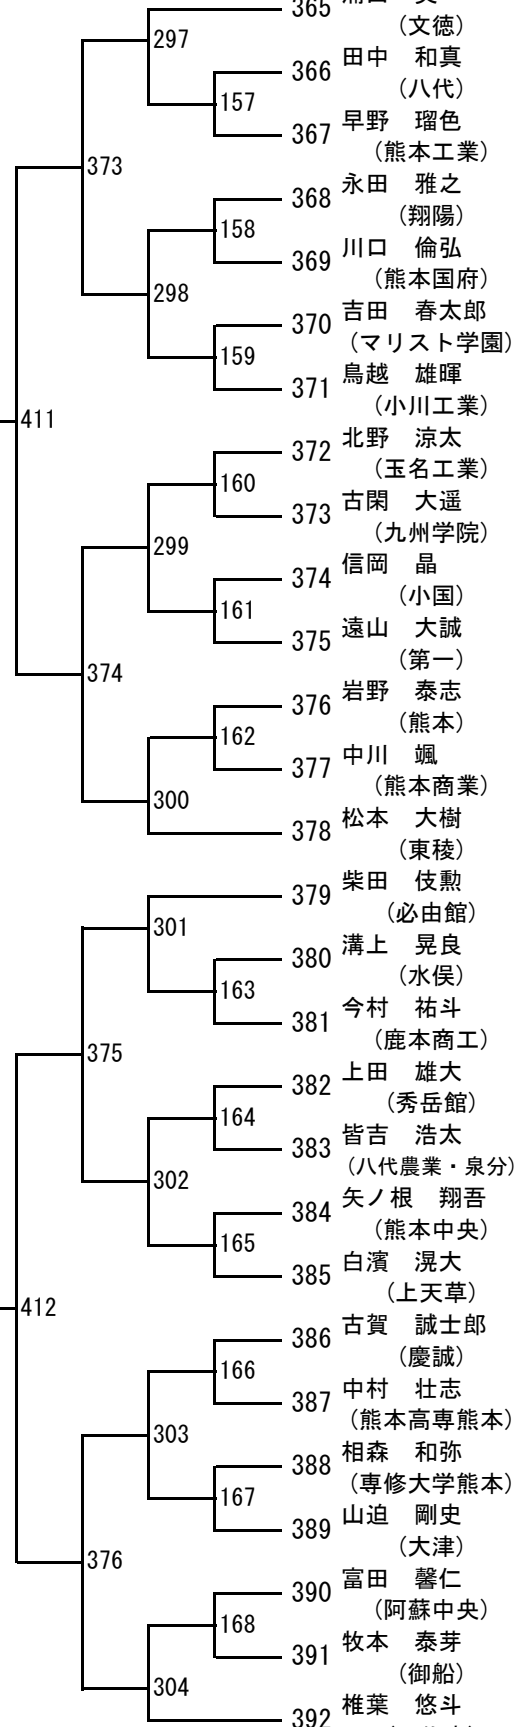 365
(文徳)
297
366 田中 和真
(八代)
157
367 早野 瑠色
(熊本工業)
373
368 永田 雅之
(翔陽)
158
369 川口 倫弘
(熊本国府)
298
370 吉田 春太郎
(マリスト学園)
159
371 鳥越 雄暉
(小川工業)
411
372 北野 涼太
(玉名工業)
160
373 古閑 大遥
(九州学院)
299
374 信岡 晶
(小国)
161
375 遠山 大誠
(第一)
374
376 岩野 泰志
(熊本)
162
377 中川 颯
(熊本商業)
300
378 松本 大樹
(東稜)
379 柴田 伎勲
(必由館)
301
380 溝上 晃良
(水俣)
163
381 今村 祐斗
(鹿本商工)
375
382 上田 雄大
(秀岳館)
164
383 皆吉 浩太
(八代農業・泉分)
302
384 矢ノ根 翔吾
(熊本中央)
165
385 白濱 滉大
(上天草)
412
386 古賀 誠士郎
(慶誠)
166
387 中村 壮志
(熊本高専熊本)
303
388 相森 和弥
(専修大学熊本)
167
389 山迫 剛史
(大津)
376
390 富田 馨仁
(阿蘇中央)
168
391 牧本 泰芽
(御船)
304
392 椎葉 悠斗